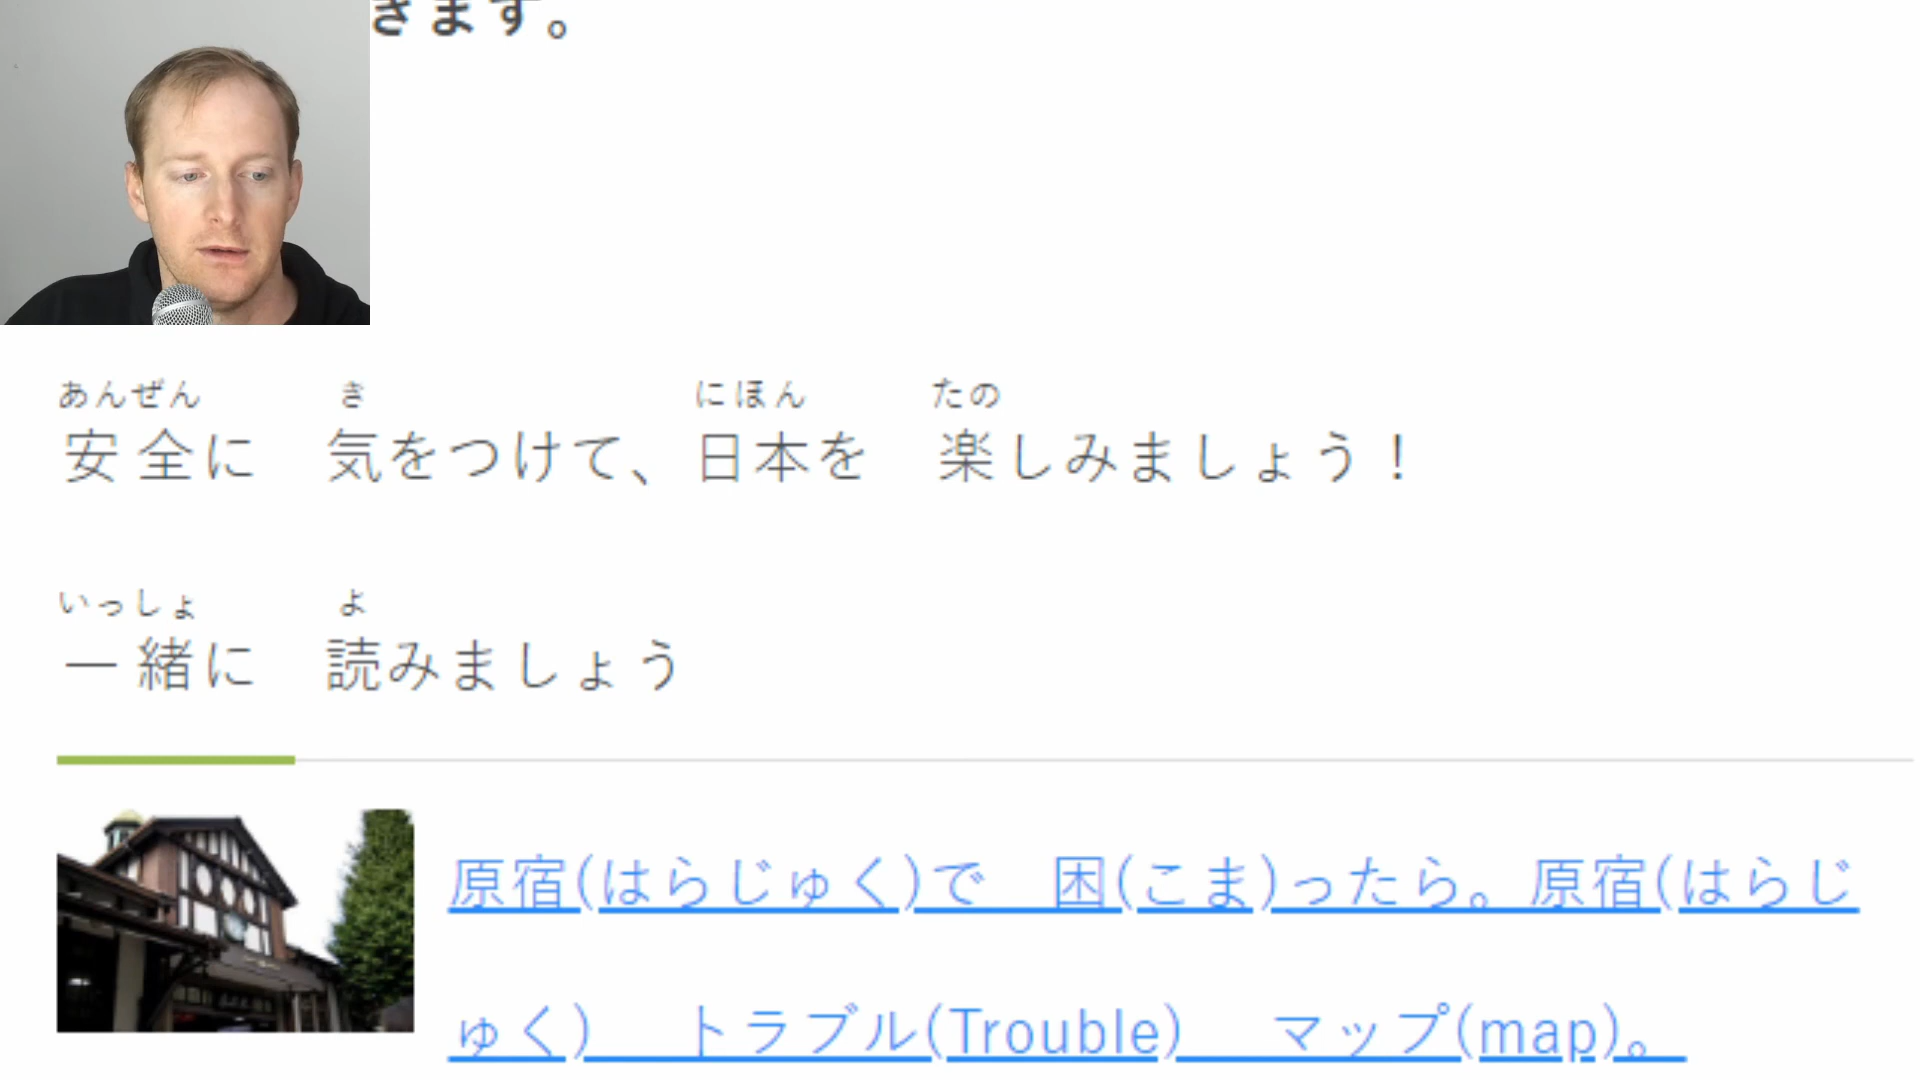 きます。
あんぜん き にほん たの
安全に 気をつけて、日本を 楽しみましょう！
いっしょ よ
一緒に 読みましょう
原宿(はらじゅく)で 困(こま)ったら。原宿(はらじ
ゅく) トラブル(Trouble) マップ(map)。